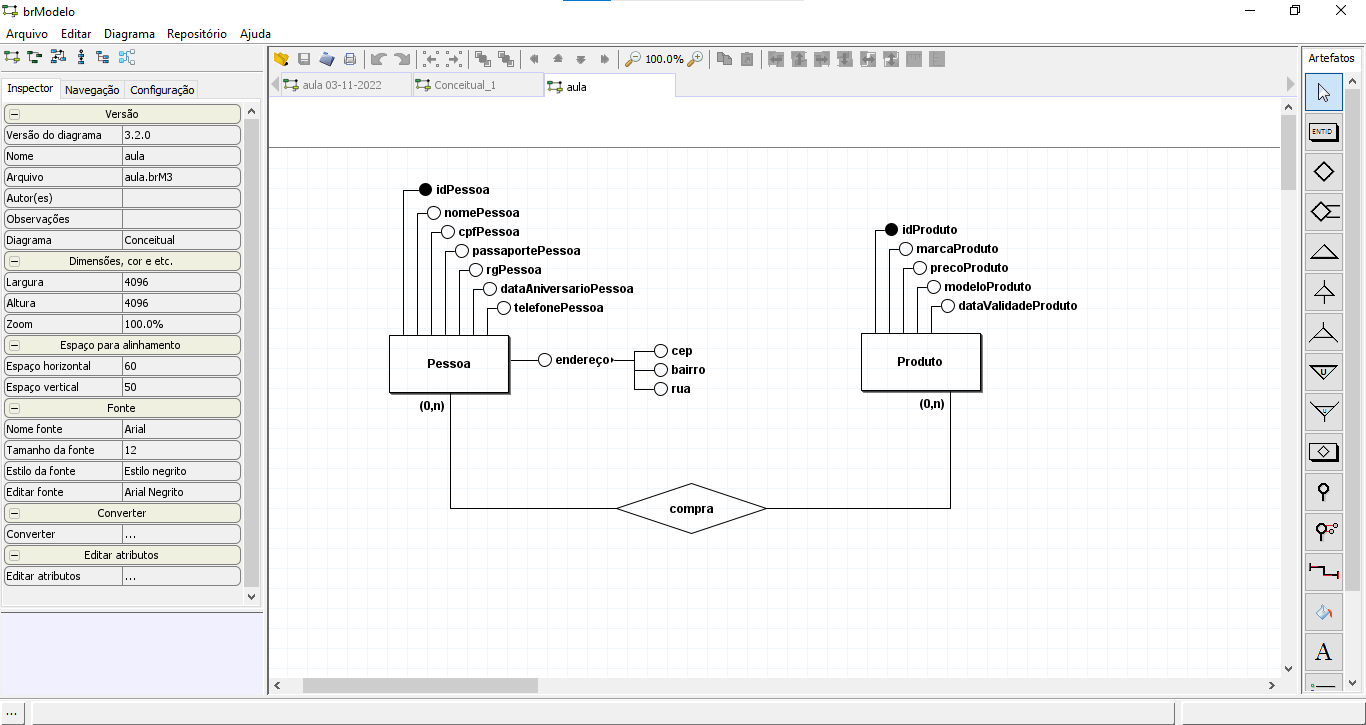 brModelo
Arquivo Editar Diagrama Repositório Ajuda
100.0%
Artefatos
Inspector Navegação Configuração
aula 03-11-2022 Conceitual_1 aula
Versão
Versão do diagrama 3.2.0
Nome aula
Arquivo aula.brM3
Autor(es)
Observações
Diagrama Conceitual
Dimensões, cor e etc.
Largura 4096
Altura 4096
Zoom 100.0%
Espaço para alinhamento
Espaço horizontal 60
Espaço vertical 50
Fonte
Nome fonte Arial
Tamanho da fonte 12
Estilo da fonte Estilo negrito
Editar fonte Arial Negrito
Converter
Converter ...
Editar atributos
Editar atributos ...
idPessoa
nomePessoa
cpfPessoa
passaportePessoa
rgPessoa
dataAniversarioPessoa
telefonePessoa
Pessoa
endereço
cep
bairro
rua
(0,n)
idProduto
marcaProduto
precoProduto
modeloProduto
dataValidadeProduto
Produto
(0,n)
compra
ENTID
U
U
A
...